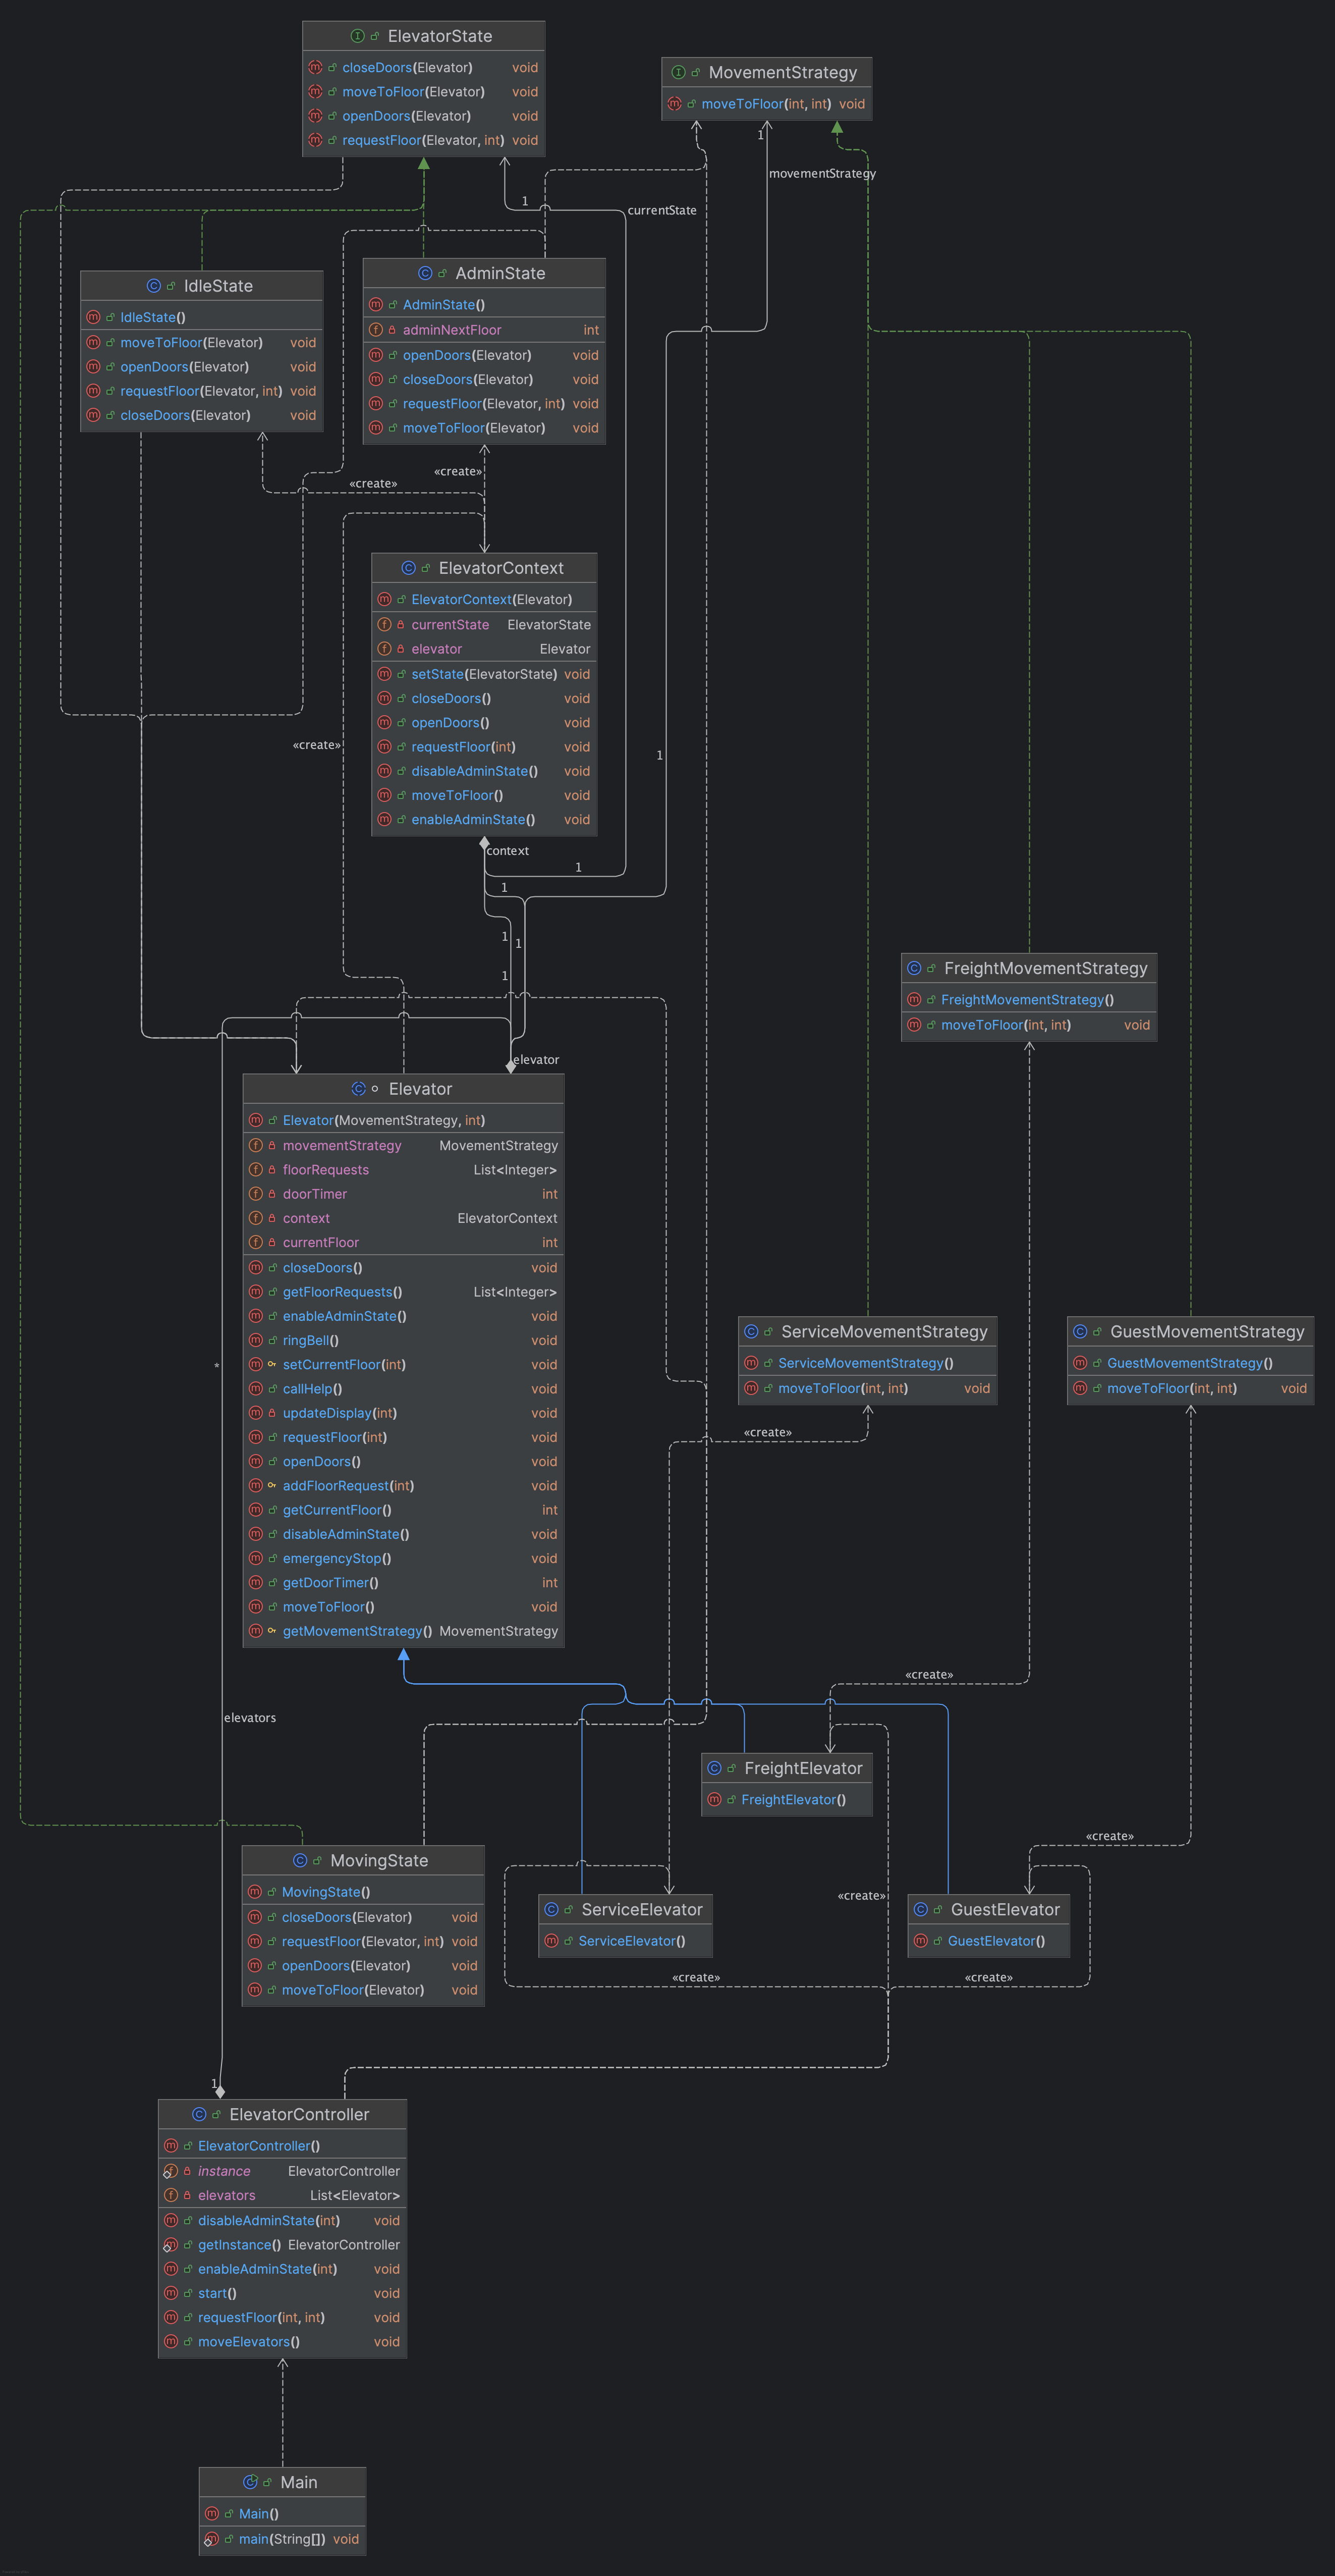 ElevatorState
closeDoors(Elevator) void
moveToFloor(Elevator) void
openDoors(Elevator) void
requestFloor(Elevator, int) void
MovementStrategy
moveToFloor(int, int) void
1
movementStrategy
1
currentState
IdleState
IdleState()
moveToFloor(Elevator) void
openDoors(Elevator) void
requestFloor(Elevator, int) void
closeDoors(Elevator) void
AdminState
AdminState()
adminNextFloor int
openDoors(Elevator) void
closeDoors(Elevator) void
requestFloor(Elevator, int) void
moveToFloor(Elevator) void
«create»
«create»
ElevatorContext
ElevatorContext(Elevator)
currentState ElevatorState
elevator Elevator
setState(ElevatorState) void
closeDoors() void
openDoors() void
requestFloor(int) void
disableAdminState() void
moveToFloor() void
enableAdminState() void
«create»
1
context
1
1
1
1
1
elevator
FreightMovementStrategy
FreightMovementStrategy()
moveToFloor(int, int) void
Elevator
Elevator(MovementStrategy, int)
movementStrategy MovementStrategy
floorRequests List<Integer>
doorTimer int
context ElevatorContext
currentFloor int
closeDoors() void
getFloorRequests() List<Integer>
enableAdminState() void
ringBell() void
setCurrentFloor(int) void
callHelp() void
updateDisplay(int) void
requestFloor(int) void
openDoors() void
addFloorRequest(int) void
getCurrentFloor() int
disableAdminState() void
emergencyStop() void
getDoorTimer() int
moveToFloor() void
getMovementStrategy() MovementStrategy
*
ServiceMovementStrategy
ServiceMovementStrategy()
moveToFloor(int, int) void
GuestMovementStrategy
GuestMovementStrategy()
moveToFloor(int, int) void
«create»
«create»
elevators
FreightElevator
FreightElevator()
«create»
MovingState
MovingState()
closeDoors(Elevator) void
requestFloor(Elevator, int) void
openDoors(Elevator) void
moveToFloor(Elevator) void
«create»
ServiceElevator
ServiceElevator()
GuestElevator
GuestElevator()
«create»
«create»
1
ElevatorController
ElevatorController()
instance ElevatorController
elevators List<Elevator>
disableAdminState(int) void
getInstance() ElevatorController
enableAdminState(int) void
start() void
requestFloor(int, int) void
moveElevators() void
Main
Main()
main(String[]) void